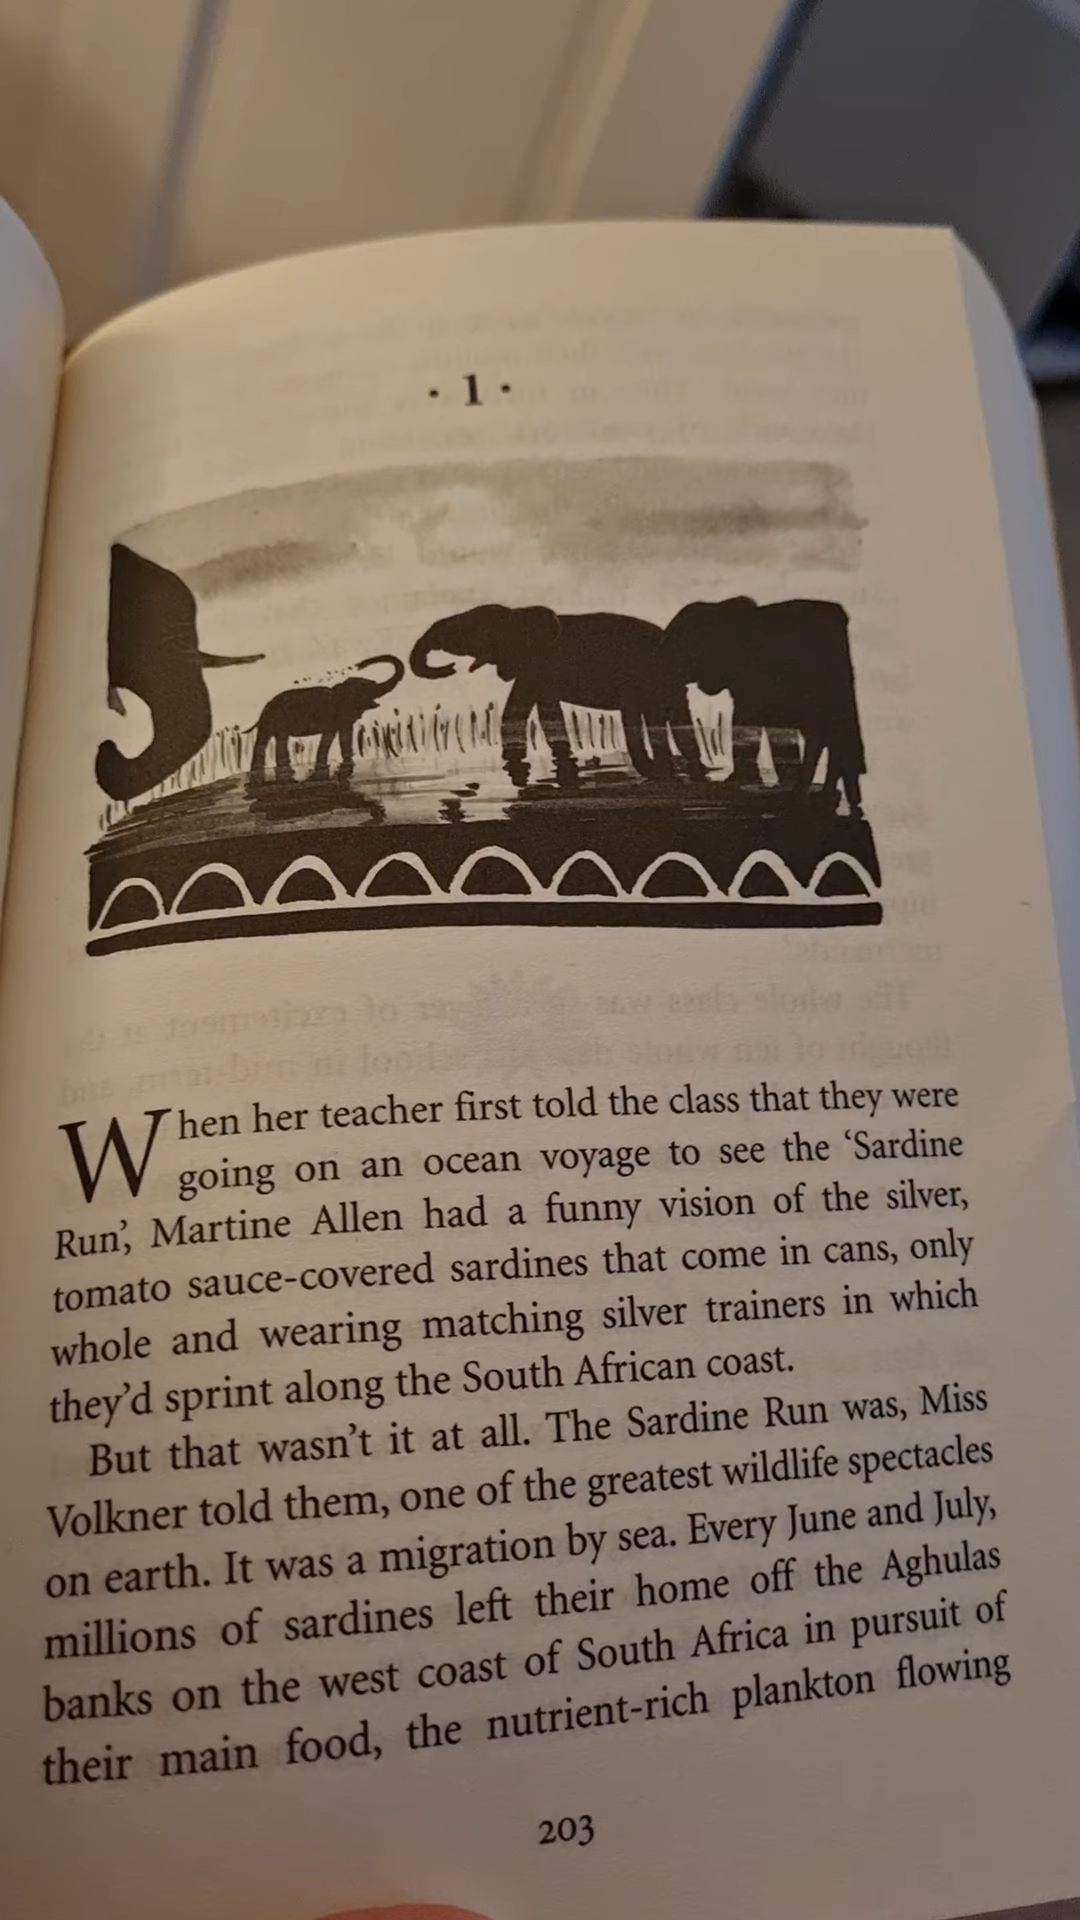 · 1 ·
When her teacher first told the class that they were
going on an ocean voyage to see the ‘Sardine
Run’, Martine Allen had a funny vision of the silver,
tomato sauce-covered sardines that come in cans, only
whole and wearing matching silver trainers in which
they’d sprint along the South African coast.
But that wasn’t it at all. The Sardine Run was, Miss
Volkner told them, one of the greatest wildlife spectacles
on earth. It was a migration by sea. Every June and July,
millions of sardines left their home off the Aghulas
banks on the west coast of South Africa in pursuit of
their main food, the nutrient-rich plankton flowing
203